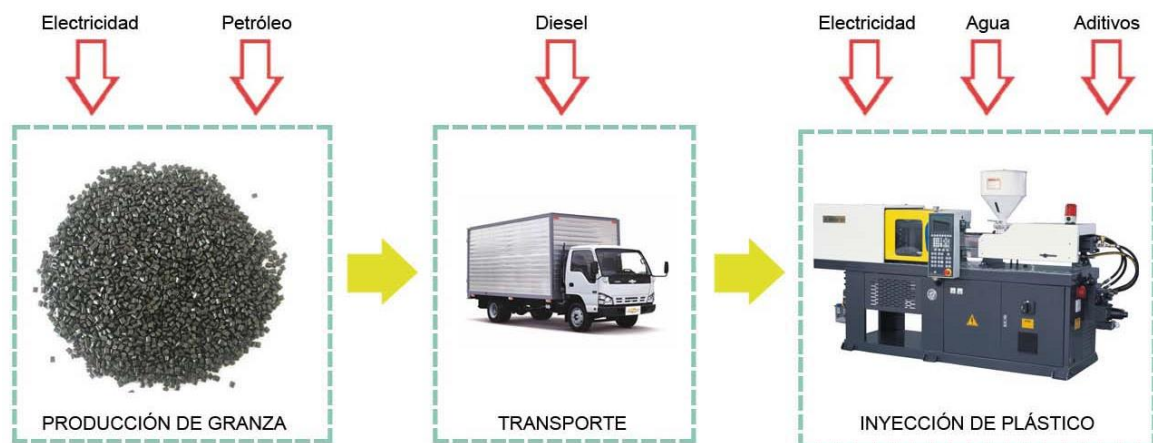 Electricidad Petróleo Diesel Electricidad Agua Aditivos
PRODUCCIÓN DE GRANZA TRANSPORTE INYECCIÓN DE PLÁSTICO